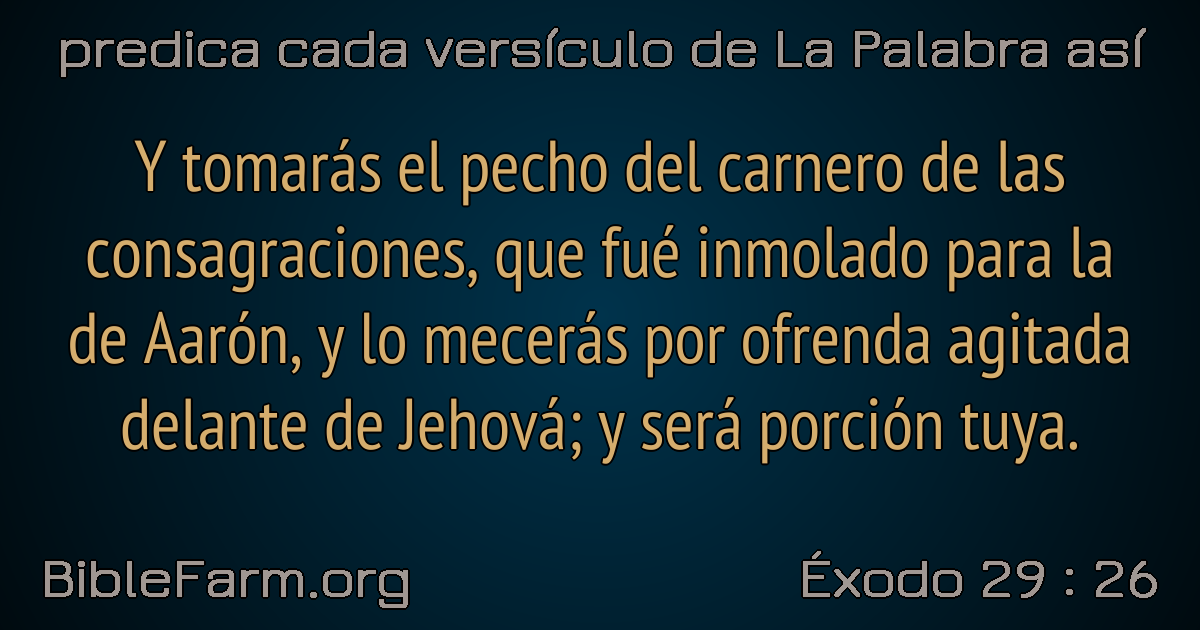 predica cada versículo de La Palabra así
Y tomarás el pecho del carnero de las
consagraciones, que fué inmolado para la
de Aarón, y lo mecerás por ofrenda agitada
delante de Jehová; y será porción tuya.
BibleFarm.org
Éxodo 29 : 26